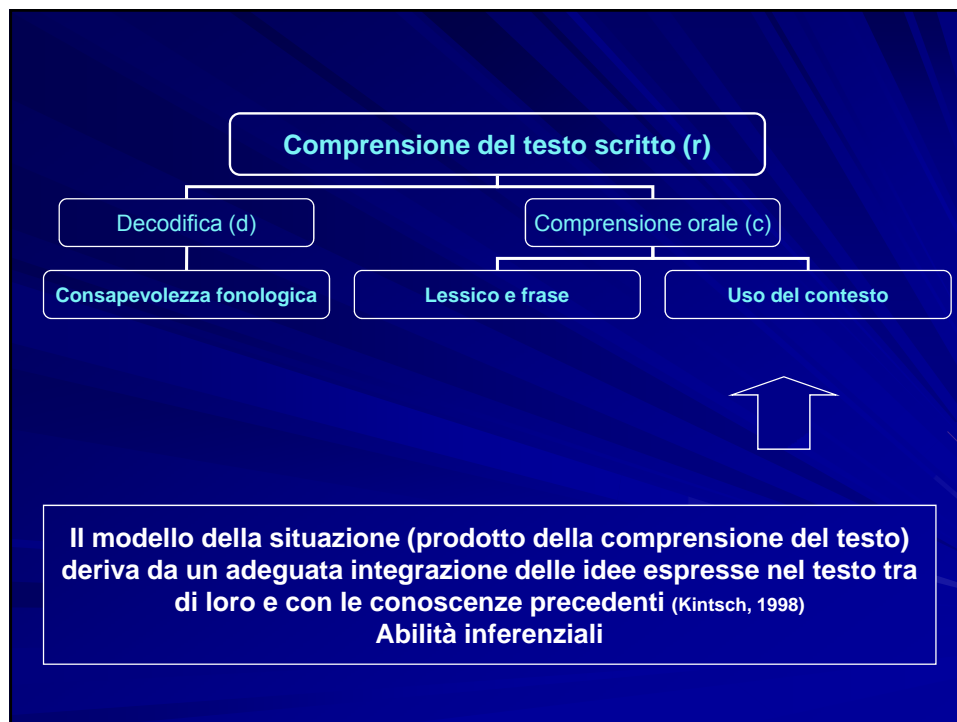 Comprensione del testo scritto (r)
Decodifica (d)
Comprensione orale (c)
Consapevolezza fonologica
Lessico e frase
Uso del contesto
Il modello della situazione (prodotto della comprensione del testo)
deriva da un adeguata integrazione delle idee espresse nel testo tra
di loro e con le conoscenze precedenti (Kintsch, 1998)
Abilità inferenziali